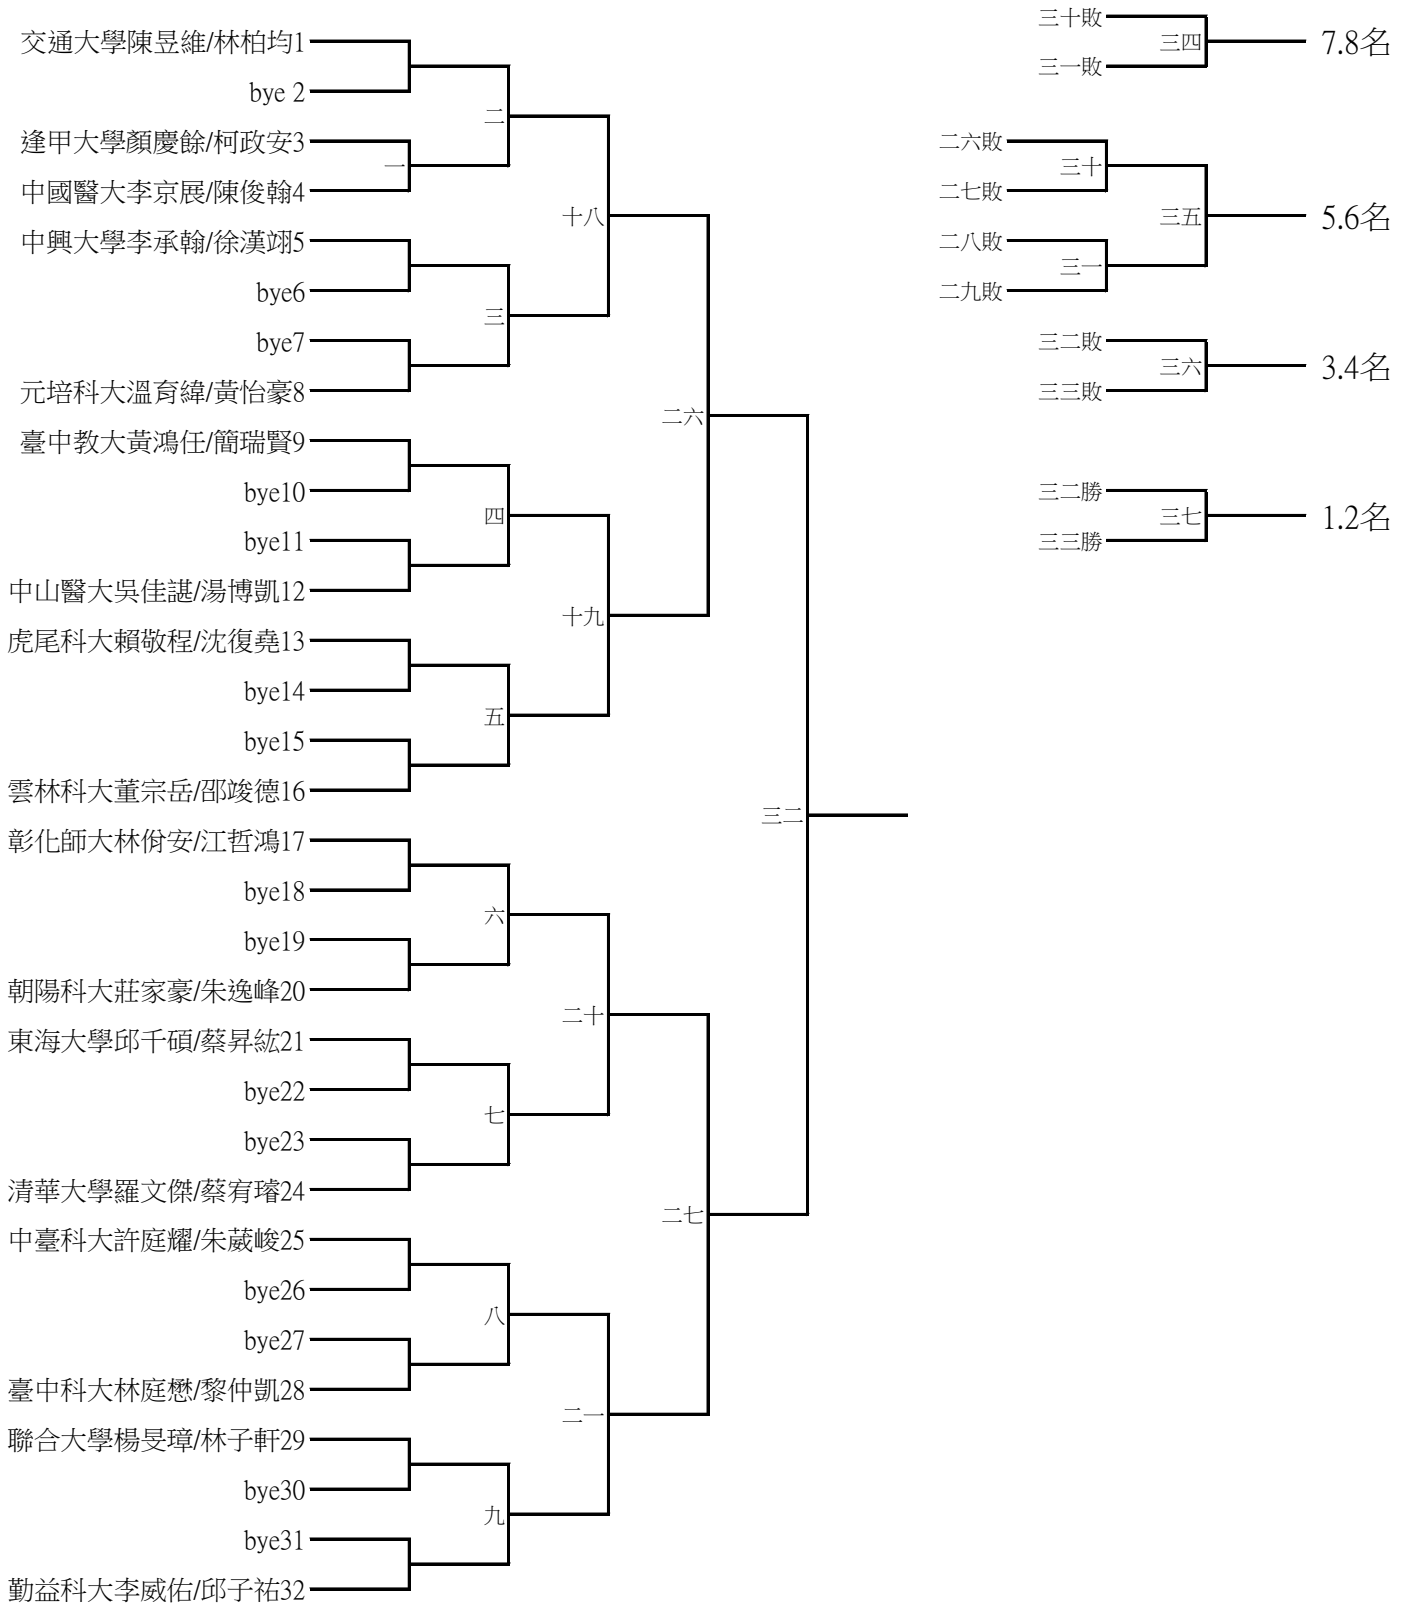 交通大學陳昱維/林柏均1
bye 2
逢甲大學顏慶餘/柯政安3
中國醫大李京展/陳俊翰4
中興大學李承翰/徐漢翊5
bye6
bye7
元培科大溫育緯/黃怡豪8
臺中教大黃鴻任/簡瑞賢9
bye10
bye11
中山醫大吳佳諶/湯博凱12
虎尾科大賴敬程/沈復堯13
bye14
bye15
雲林科大董宗岳/邵竣德16
彰化師大林佾安/江哲鴻17
bye18
bye19
朝陽科大莊家豪/朱逸峰20
東海大學邱千碩/蔡昇紘21
bye22
bye23
清華大學羅文傑/蔡宥璿24
中臺科大許庭耀/朱葳峻25
bye26
bye27
臺中科大林庭懋/黎仲凱28
聯合大學楊旻璋/林子軒29
bye30
bye31
勤益科大李威佑/邱子祐32
一
二
三
四
五
六
七
八
九
十八
十九
二十
二一
二六
二七
三二
三十敗
三一敗
三四
7.8名
二六敗
二七敗
三十
二八敗
二九敗
三一
三五
5.6名
三二敗
三三敗
三六
3.4名
三二勝
三三勝
三七
1.2名